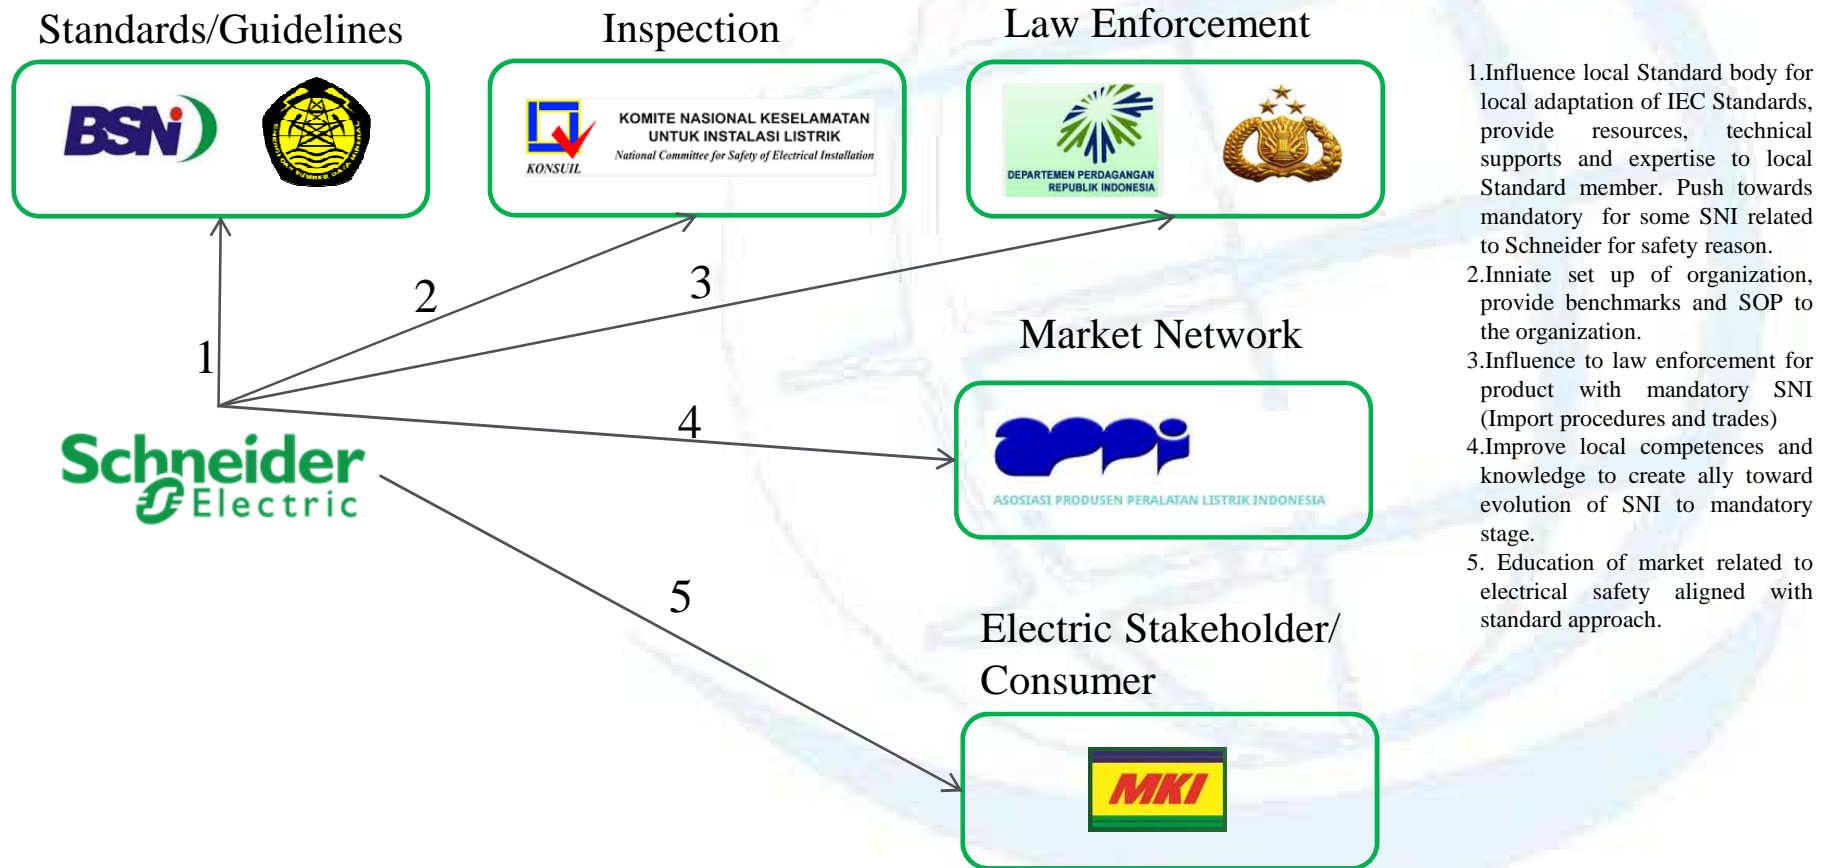 Standards/Guidelines
Inspection
Law Enforcement
BSN
ENERGI DAN SUMBER DAYA MINERAL
KONSUIL
KOMITE NASIONAL KESELAMATAN
UNTUK INSTALASI LISTRIK
National Committee for Safety of Electrical Installation
DEPARTEMEN PERDAGANGAN
REPUBLIK INDONESIA
1
2
3
4
5
Schneider
Electric
Market Network
appi
ASOSIASI PRODUSEN PERALATAN LISTRIK INDONESIA
Electric Stakeholder/
Consumer
MKI
1.Influence local Standard body for
local adaptation of IEC Standards,
provide resources, technical
supports and expertise to local
Standard member. Push towards
mandatory for some SNI related
to Schneider for safety reason.
2.Inniate set up of organization,
provide benchmarks and SOP to
the organization.
3.Influence to law enforcement for
product with mandatory SNI
(Import procedures and trades)
4.Improve local competences and
knowledge to create ally toward
evolution of SNI to mandatory
stage.
5. Education of market related to
electrical safety aligned with
standard approach.